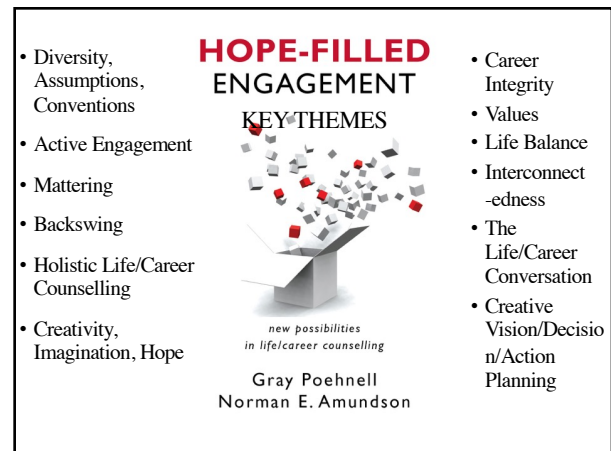 • Diversity,
Assumptions,
Conventions
• Active Engagement
• Mattering
• Backswing
• Holistic Life/Career
Counselling
• Creativity,
Imagination, Hope
HOPE-FILLED
ENGAGEMENT
KEY THEMES
new possibilities
in life/career counselling
Gray Poehnell
Norman E. Amundson
• Career
Integrity
• Values
• Life Balance
• Interconnect
-edness
• The
Life/Career
Conversation
• Creative
Vision/Decisio
n/Action
Planning